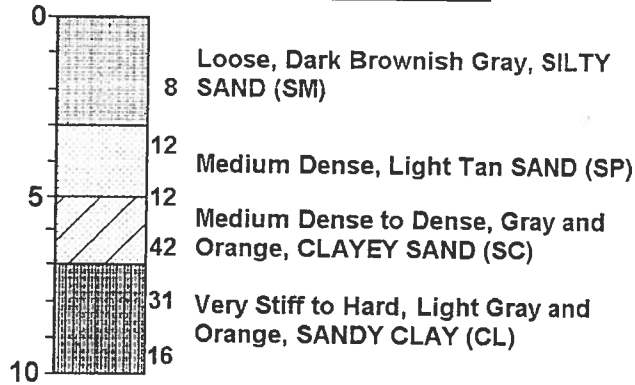 0
Loose, Dark Brownish Gray, SILTY
8 SAND (SM)
12
Medium Dense, Light Tan SAND (SP)
5 12
Medium Dense to Dense, Gray and
42 Orange, CLAYEY SAND (SC)
31 Very Stiff to Hard, Light Gray and
Orange, SANDY CLAY (CL)
16
10